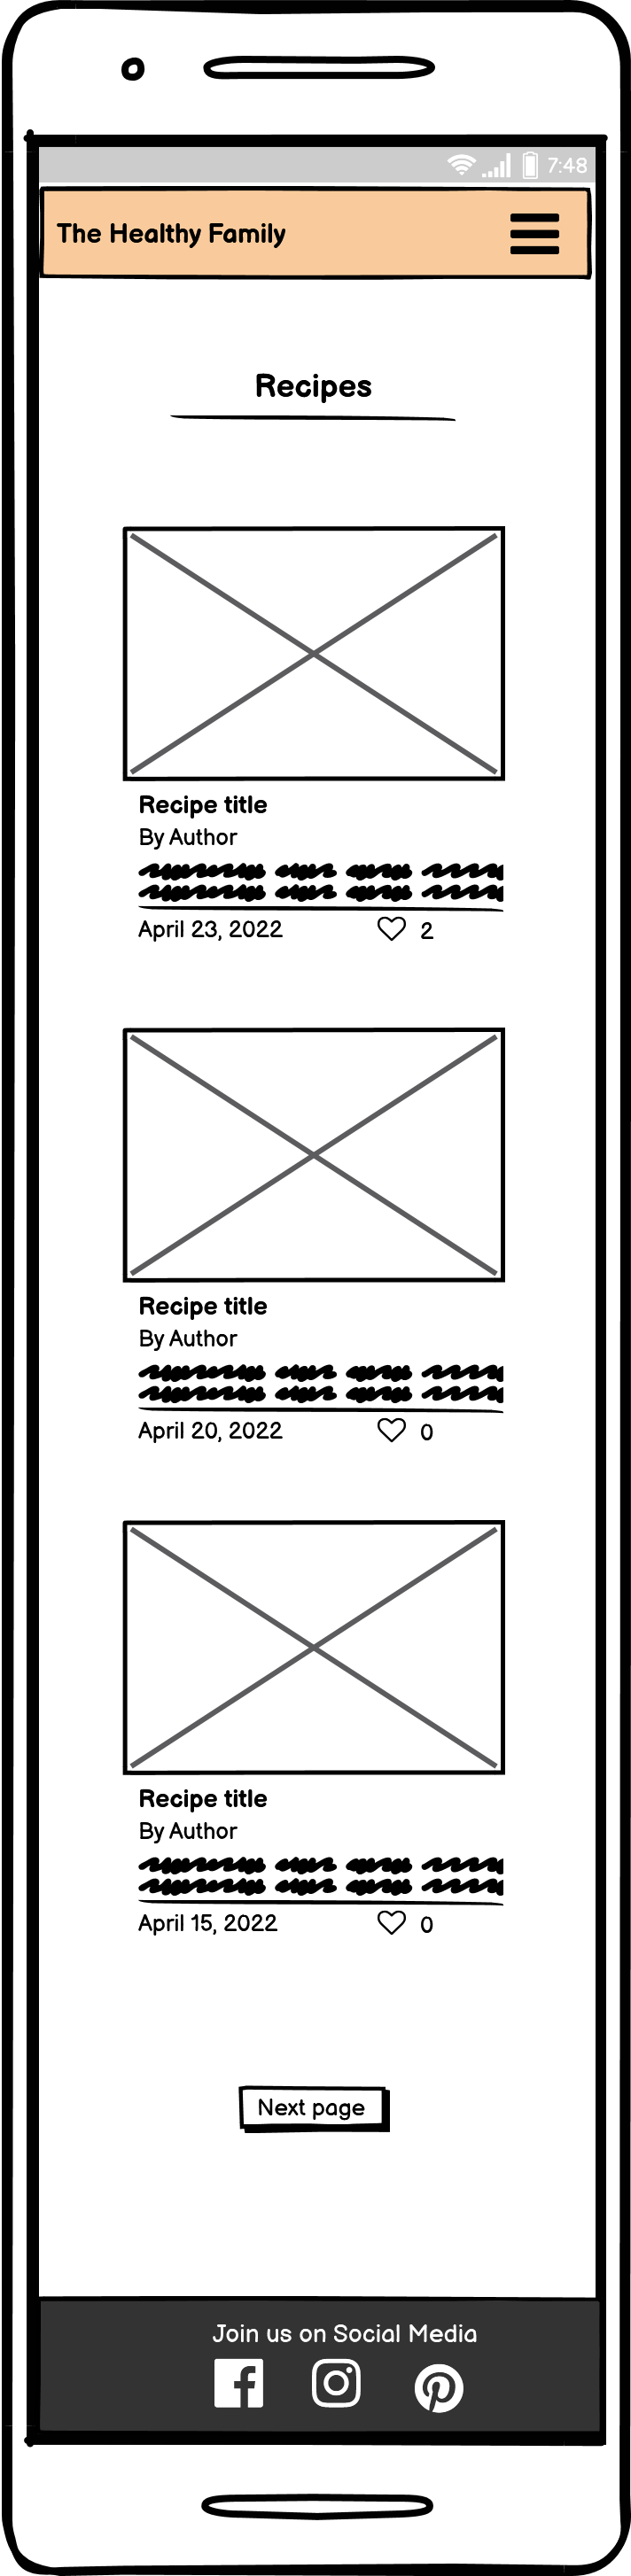 7:48
The Healthy Family
Recipes
Recipe title
By Author
April 23, 2022 2
Recipe title
By Author
April 20, 2022 0
Recipe title
By Author
April 15, 2022 0
Next page
Join us on Social Media